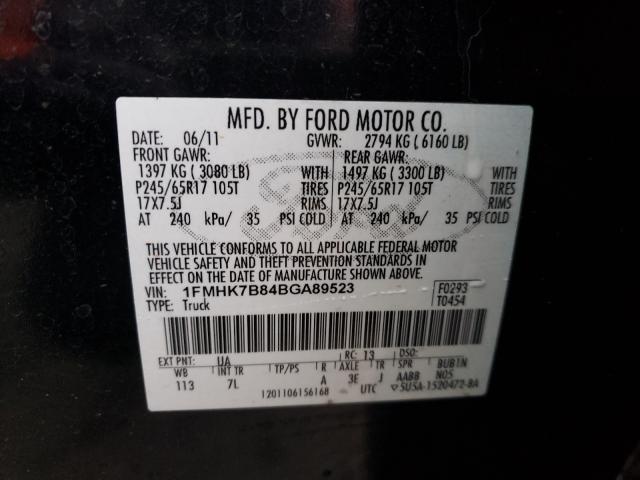 MFD. BY FORD MOTOR CO.
DATE: 06/11 GVWR: 2794 KG ( 6160 LB)
FRONT GAWR: REAR GAWR:
1397 KG ( 3080 LB) 1497 KG ( 3300 LB)
P245/65R17 105T TIRES P245/65R17 105T TIRES
17X7.5J RIMS 17X7.5J RIMS
AT 240 kPa/ 35 PSI COLD AT 240 kPa/ 35 PSI COLD
THIS VEHICLE CONFORMS TO ALL APPLICABLE FEDERAL MOTOR
VEHICLE SAFETY AND THEFT PREVENTION STANDARDS IN
EFFECT ON THE DATE OF MANUFACTURE SHOWN ABOVE.
VIN: 1FMHK7B84BGA89523 F0293
TYPE: Truck T0454
EXT PNT: UA RC: 13 DSO:
WB INT TR TP/PS R AXLE TR SPR BUB1N
113 7L A 3E J AABB N05
1201106156168 UTC ▽5U5A-1520472-BA
Ford